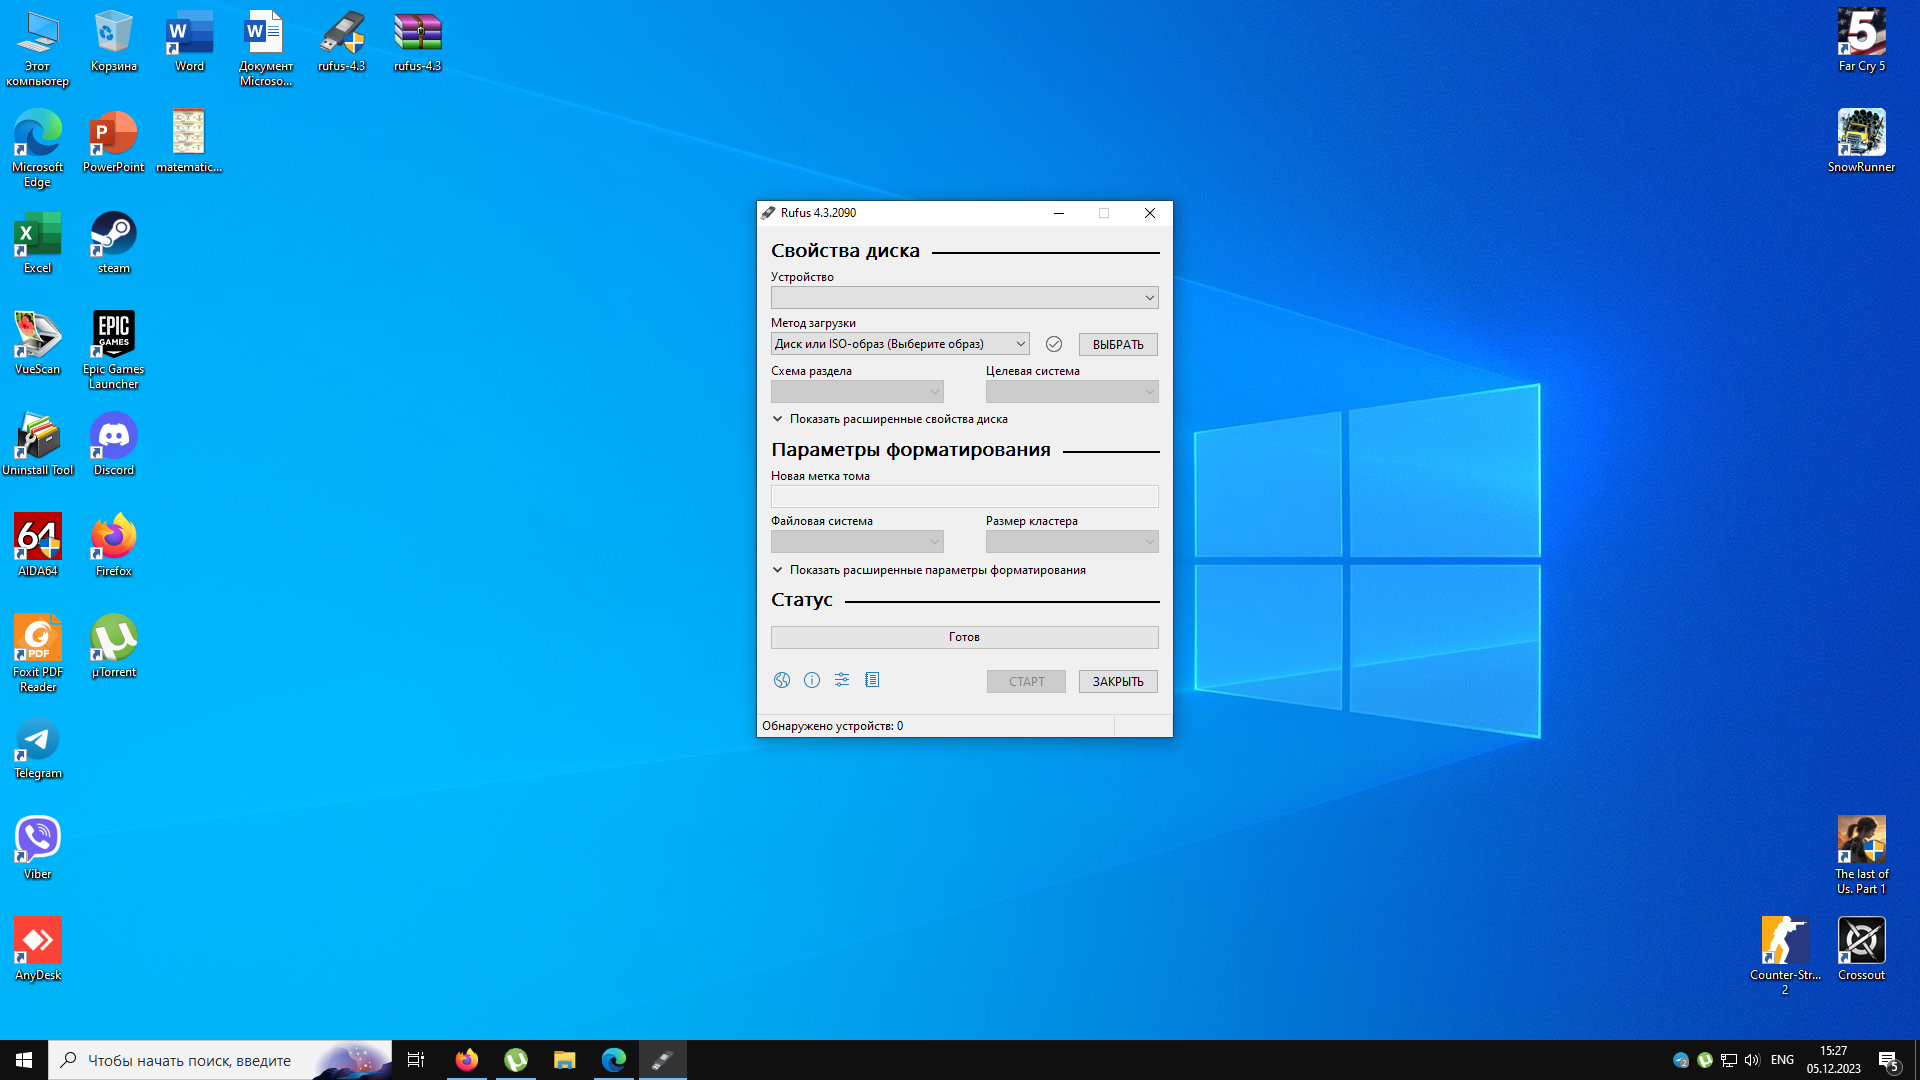 Этот
компьютер
Корзина
Word
Документ
Microso...
rufus-4.3
rufus-4.3
Far Cry 5
Microsoft
Edge
PowerPoint
matematic...
SnowRunner
Excel
steam
VueScan
EPIC
GAMES
Epic Games
Launcher
Uninstall Tool
Discord
64
AIDA64
Firefox
PDF
Foxit PDF
Reader
µTorrent
Telegram
Viber
AnyDesk
Rufus 4.3.2090
Свойства диска
Устройство
Метод загрузки
Диск или ISO-образ (Выберите образ)
ВЫБРАТЬ
Схема раздела
Целевая система
Показать расширенные свойства диска
Параметры форматирования
Новая метка тома
Файловая система
Размер кластера
Показать расширенные параметры форматирования
Статус
Готов
СТАРТ
ЗАКРЫТЬ
Обнаружено устройств: 0
The last of
Us. Part 1
Counter-Str...
2
Crossout
Чтобы начать поиск, введите
ENG
15:27
05.12.2023
5